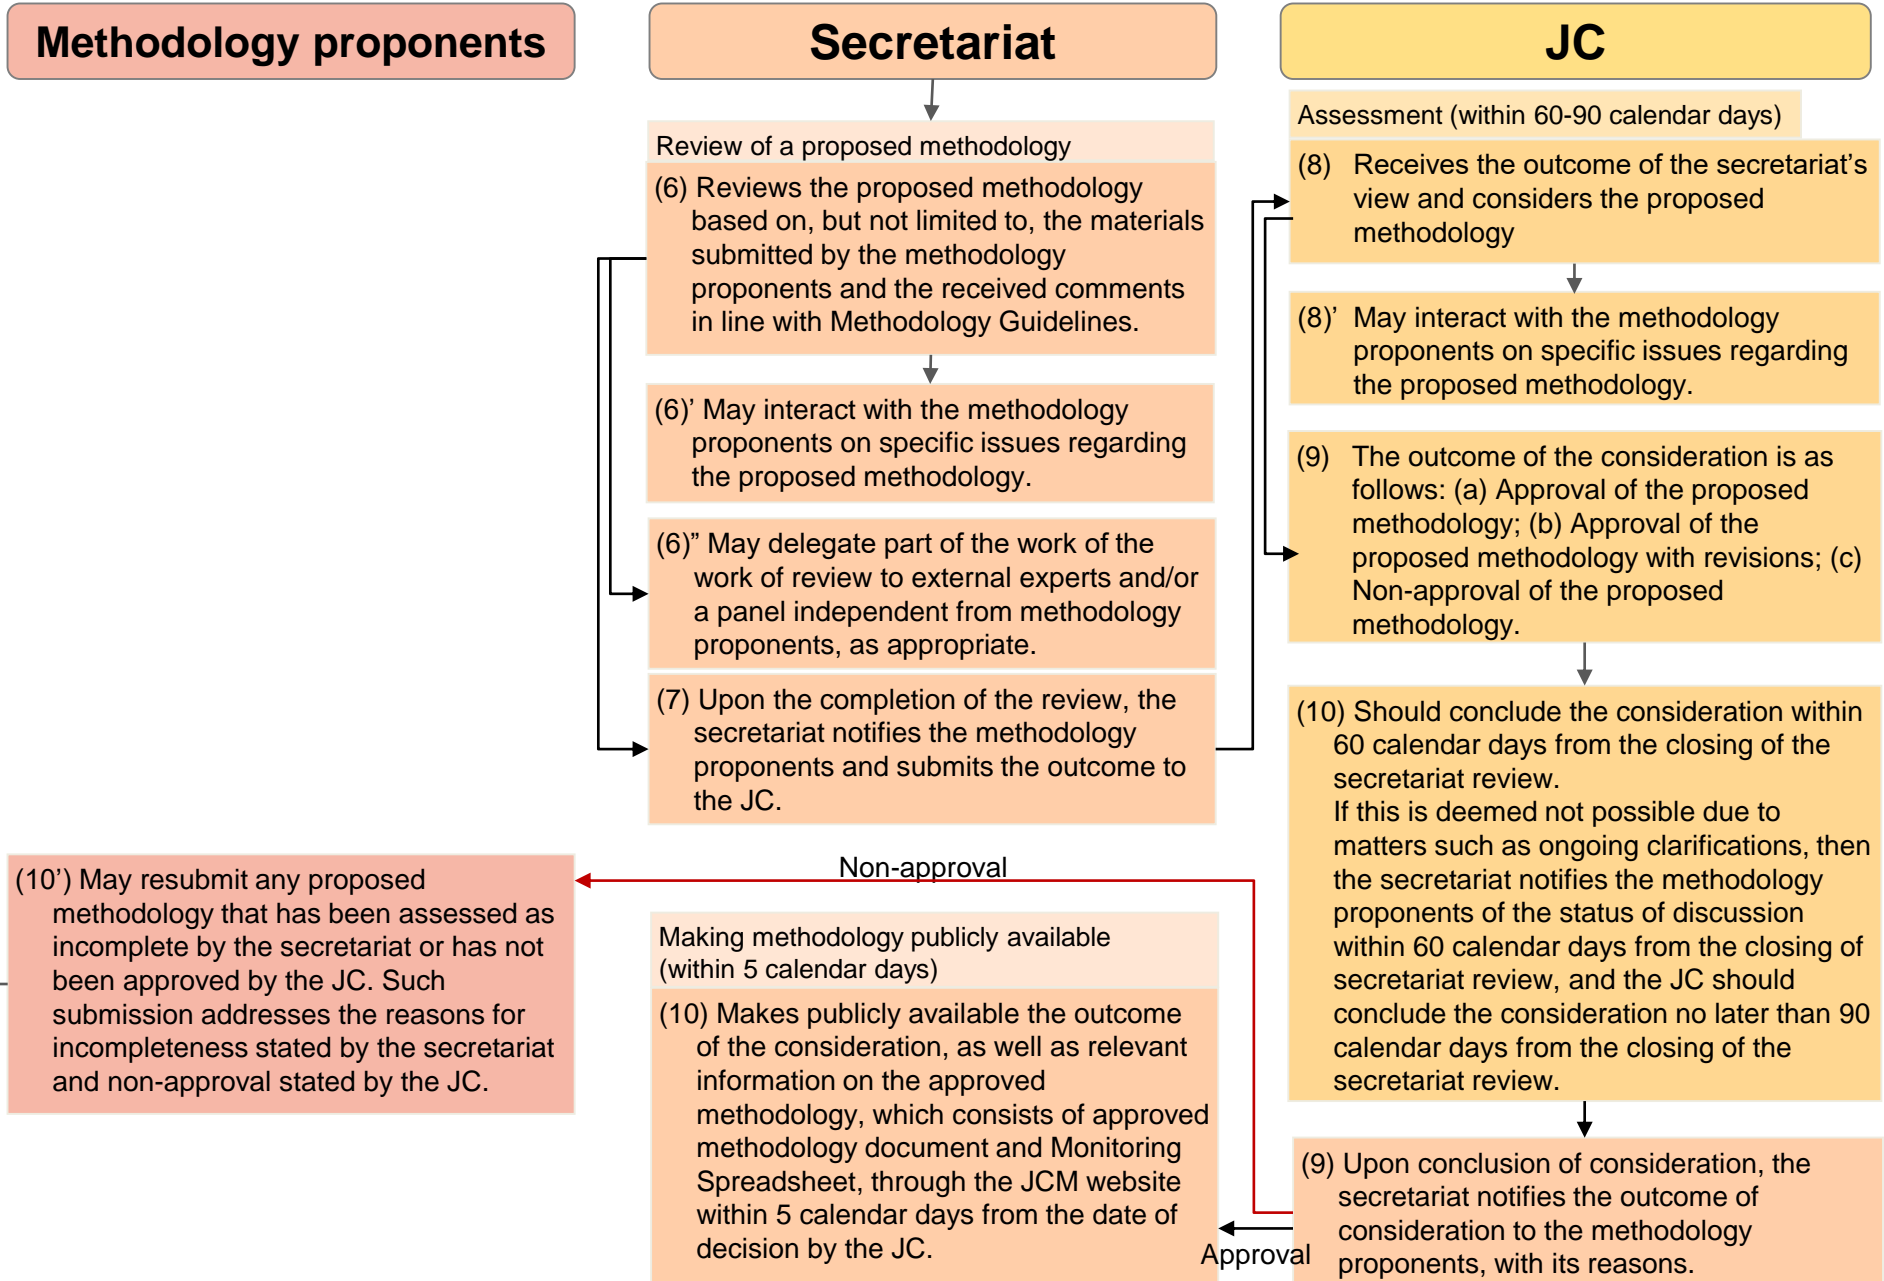 Methodology proponents
Secretariat
JC
Review of a proposed methodology
(6) Reviews the proposed methodology
based on, but not limited to, the materials
submitted by the methodology
proponents and the received comments
in line with Methodology Guidelines.
(6)’ May interact with the methodology
proponents on specific issues regarding
the proposed methodology.
(6)” May delegate part of the work of the
work of review to external experts and/or
a panel independent from methodology
proponents, as appropriate.
(7) Upon the completion of the review, the
secretariat notifies the methodology
proponents and submits the outcome to
the JC.
Assessment (within 60-90 calendar days)
(8) Receives the outcome of the secretariat’s
view and considers the proposed
methodology
(8)’ May interact with the methodology
proponents on specific issues regarding
the proposed methodology.
(9) The outcome of the consideration is as
follows: (a) Approval of the proposed
methodology; (b) Approval of the
proposed methodology with revisions; (c)
Non-approval of the proposed
methodology.
(10) Should conclude the consideration within
60 calendar days from the closing of the
secretariat review.
If this is deemed not possible due to
matters such as ongoing clarifications, then
the secretariat notifies the methodology
proponents of the status of discussion
within 60 calendar days from the closing of
secretariat review, and the JC should
conclude the consideration no later than 90
calendar days from the closing of the
secretariat review.
(9) Upon conclusion of consideration, the
secretariat notifies the outcome of
consideration to the methodology
proponents, with its reasons.
Non-approval
Approval
(10’) May resubmit any proposed
methodology that has been assessed as
incomplete by the secretariat or has not
been approved by the JC. Such
submission addresses the reasons for
incompleteness stated by the secretariat
and non-approval stated by the JC.
Making methodology publicly available
(within 5 calendar days)
(10) Makes publicly available the outcome
of the consideration, as well as relevant
information on the approved
methodology, which consists of approved
methodology document and Monitoring
Spreadsheet, through the JCM website
within 5 calendar days from the date of
decision by the JC.